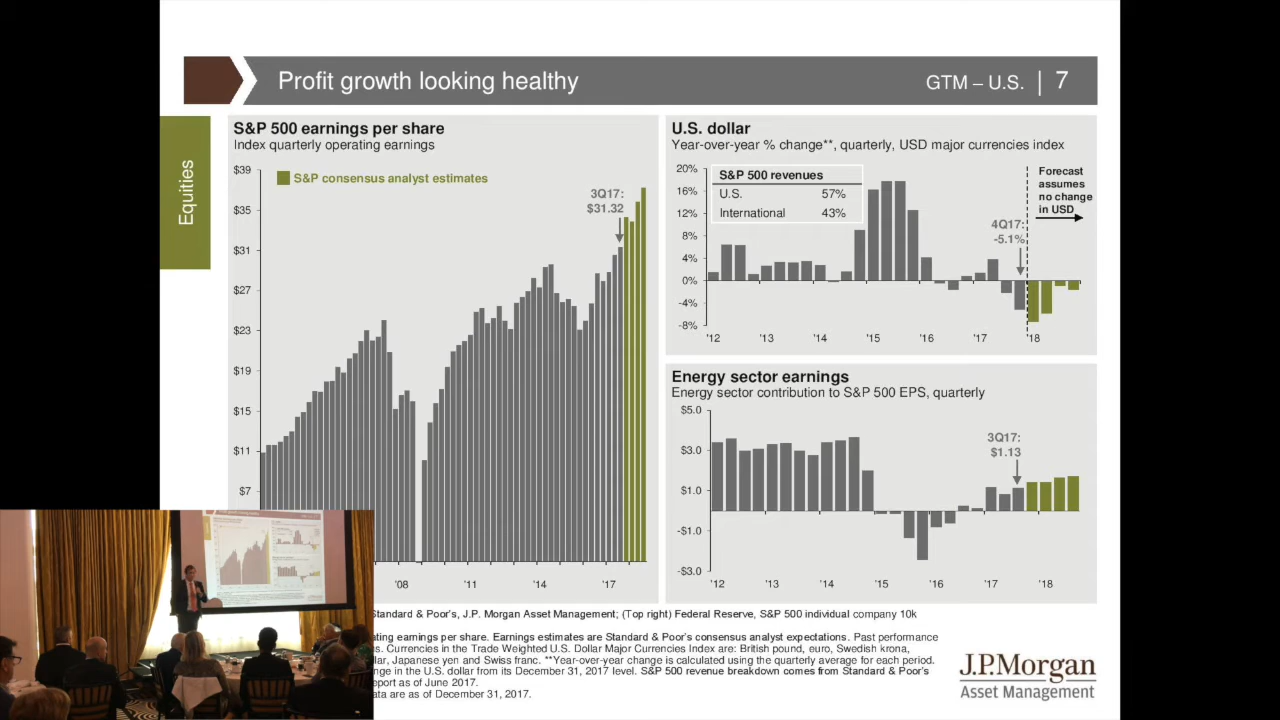 Profit growth looking healthy
GTM – U.S. | 7
Equities
S&P 500 earnings per share
Index quarterly operating earnings
$39
$35
$31
$27
$23
$19
$15
$11
$7
S&P consensus analyst estimates
3Q17:
$31.32
'08
'11
'14
'17
U.S. dollar
Year-over-year % change**, quarterly, USD major currencies index
20%
16%
12%
8%
4%
0%
-4%
-8%
S&P 500 revenues
U.S. 57%
International 43%
Forecast
assumes
no change
in USD
4Q17:
-5.1%
'12
'13
'14
'15
'16
'17
'18
Energy sector earnings
Energy sector contribution to S&P 500 EPS, quarterly
$5.0
$3.0
$1.0
-$1.0
-$3.0
3Q17:
$1.13
'12
'13
'14
'15
'16
'17
'18
Standard & Poor's, J.P. Morgan Asset Management; (Top right) Federal Reserve, S&P 500 individual company 10k
ating earnings per share. Earnings estimates are Standard & Poor's consensus analyst expectations. Past performance
s. Currencies in the Trade Weighted U.S. Dollar Major Currencies Index are: British pound, euro, Swedish krona,
llar, Japanese yen and Swiss franc. **Year-over-year change is calculated using the quarterly average for each period.
nge in the U.S. dollar from its December 31, 2017 level. S&P 500 revenue breakdown comes from Standard & Poor's
eport as of June 2017.
ata are as of December 31, 2017.
J.P.Morgan
Asset Management